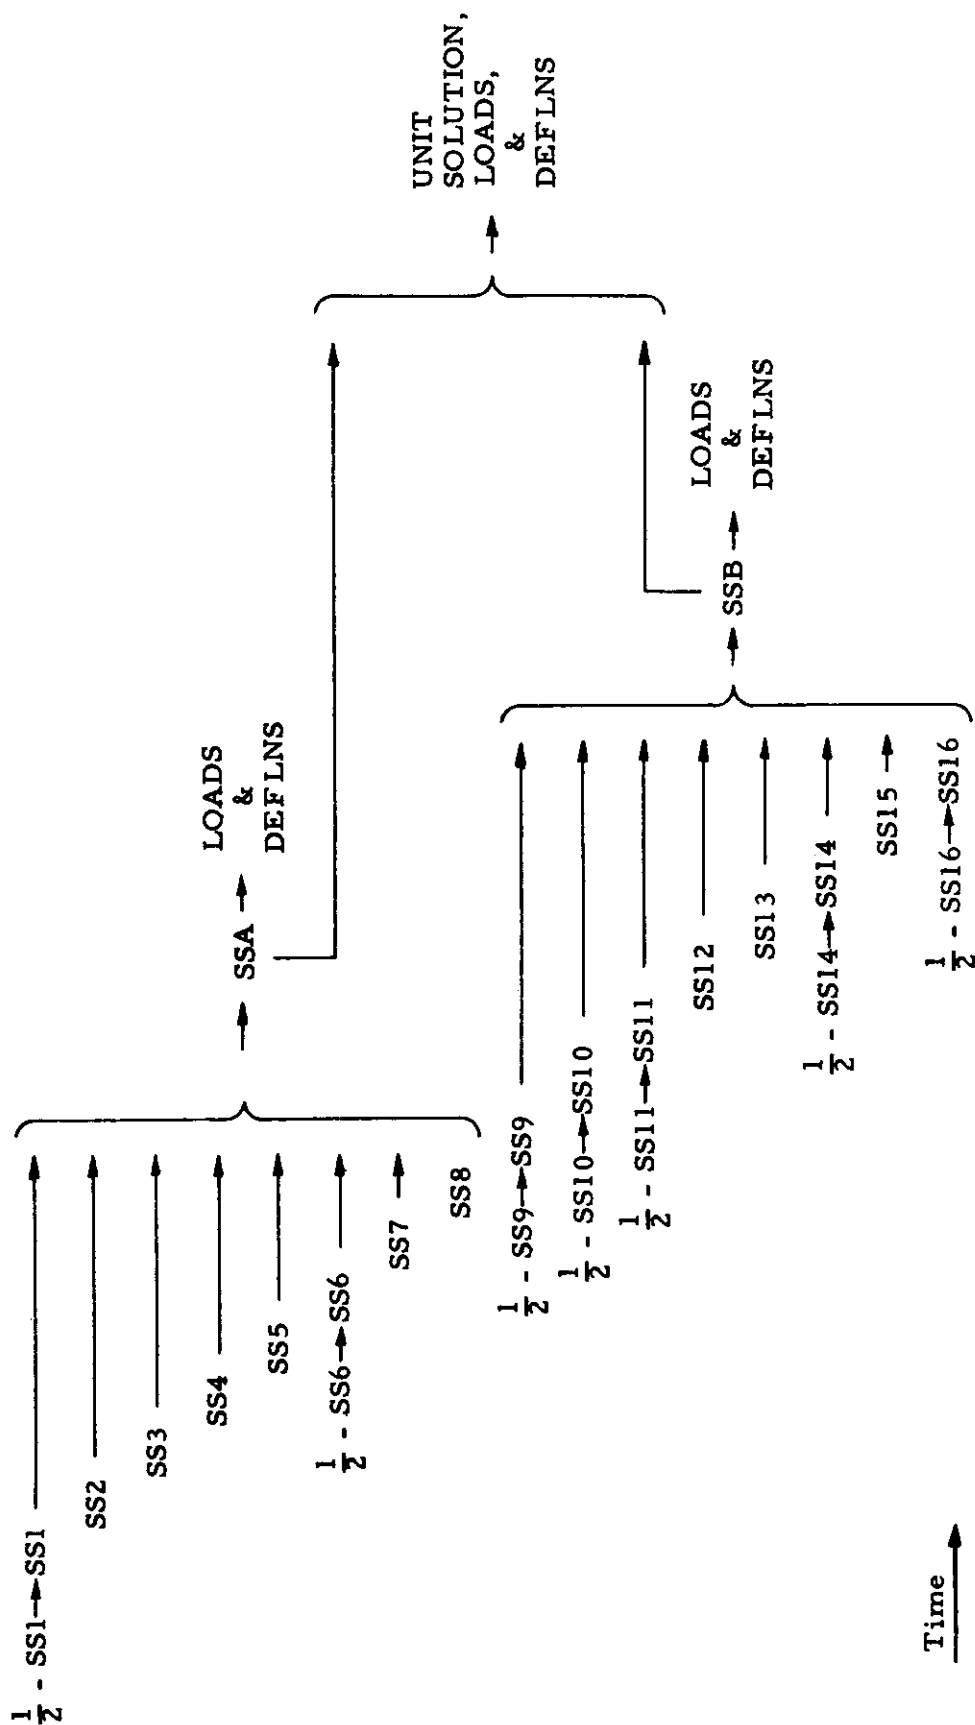 1/2 - SS1 → SS1
SS2
SS3
SS4
SS5
1/2 - SS6 → SS6
SS7
SS8
SSA
LOADS
&
DEFLNS
1/2 - SS9 → SS9
1/2 - SS10 → SS10
1/2 - SS11 → SS11
SS12
SS13
1/2 - SS14 → SS14
SS15
1/2 - SS16 → SS16
SSB
LOADS
&
DEFLNS
UNIT
SOLUTION,
LOADS,
&
DEFLNS
Time